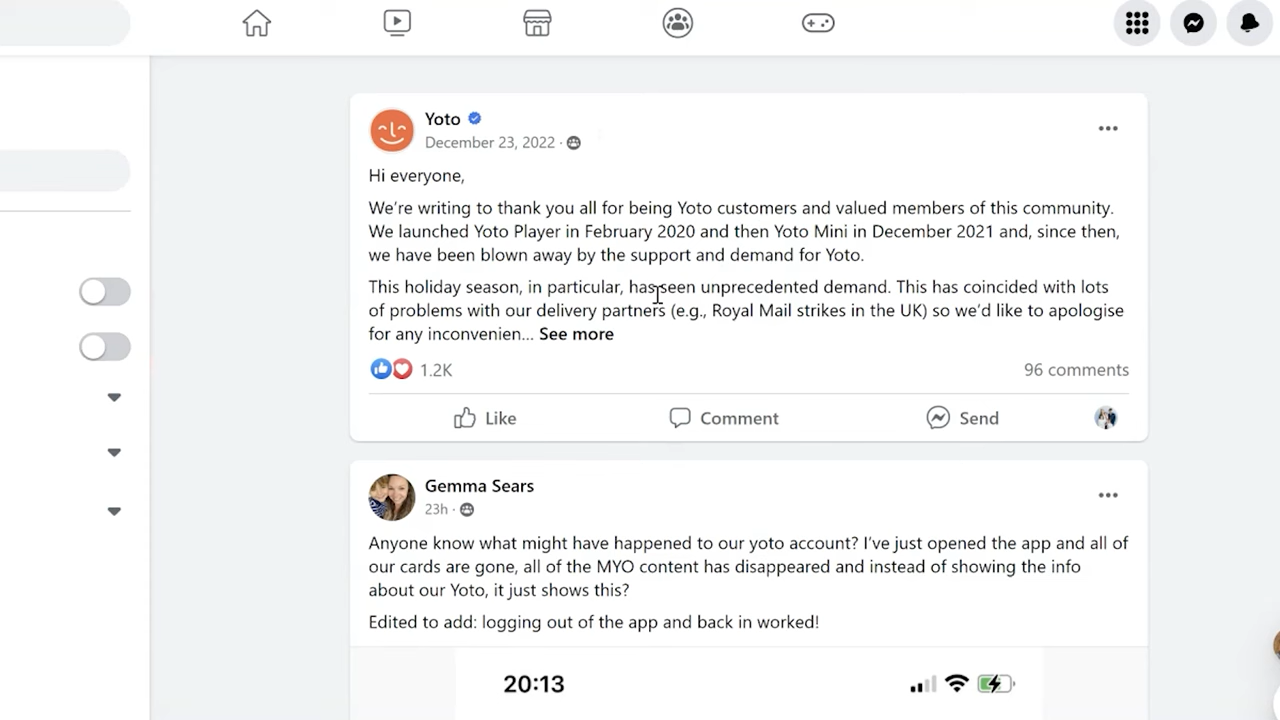 Yoto
December 23, 2022 ·
Hi everyone,
We're writing to thank you all for being Yoto customers and valued members of this community.
We launched Yoto Player in February 2020 and then Yoto Mini in December 2021 and, since then,
we have been blown away by the support and demand for Yoto.
This holiday season, in particular, has seen unprecedented demand. This has coincided with lots
of problems with our delivery partners (e.g., Royal Mail strikes in the UK) so we'd like to apologise
for any inconvenien... See more
1.2K 96 comments
Like Comment Send
Gemma Sears
23h ·
Anyone know what might have happened to our yoto account? I've just opened the app and all of
our cards are gone, all of the MYO content has disappeared and instead of showing the info
about our Yoto, it just shows this?
Edited to add: logging out of the app and back in worked!
20:13